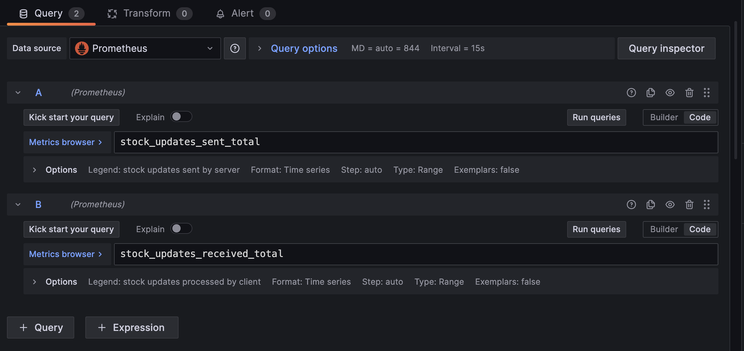 Query 2 Transform 0 Alert 0
Data source Prometheus Query options MD = auto = 844 Interval = 15s Query inspector
A (Prometheus)
Kick start your query Explain Run queries Builder Code
Metrics browser > stock_updates_sent_total
Options Legend: stock updates sent by server Format: Time series Step: auto Type: Range Exemplars: false
B (Prometheus)
Kick start your query Explain Run queries Builder Code
Metrics browser > stock_updates_received_total
Options Legend: stock updates processed by client Format: Time series Step: auto Type: Range Exemplars: false
+ Query + Expression